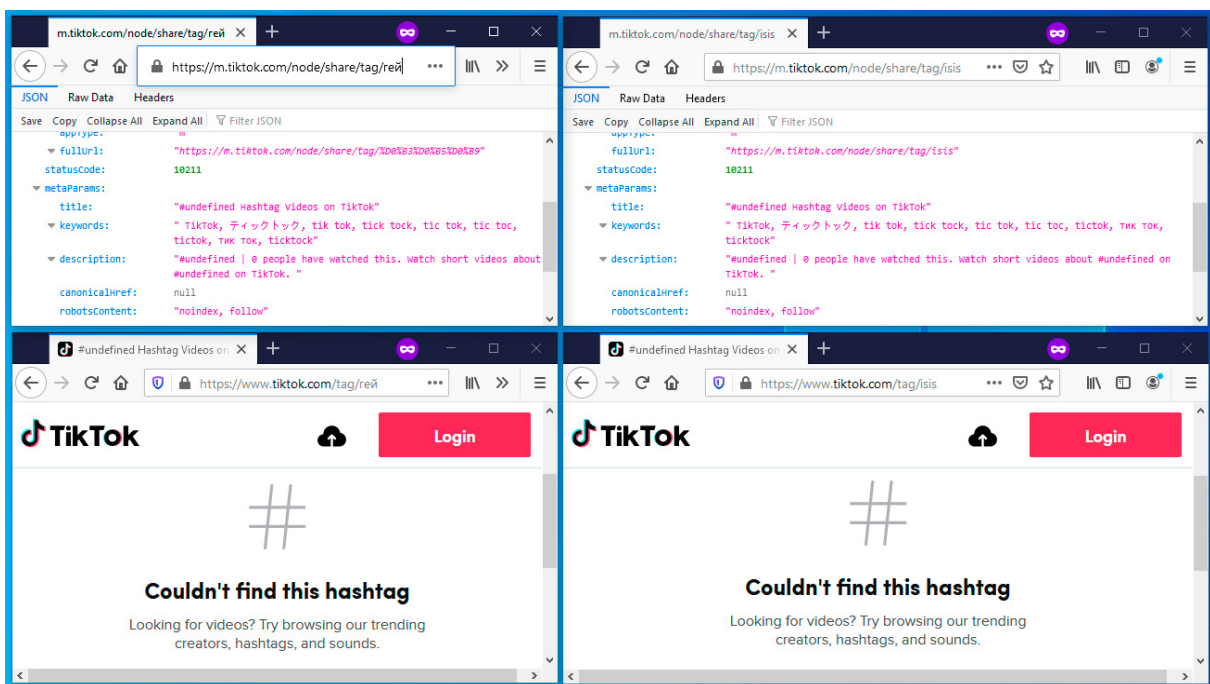 m.tiktok.com/node/share/tag/гей
https://m.tiktok.com/node/share/tag/гей
JSON Raw Data Headers
Save Copy Collapse All Expand All Filter JSON
appType: "m"
fullUrl: "https://m.tiktok.com/node/share/tag/%D0%B3%D0%B5%D0%B9"
statusCode: 10211
metaParams:
title: "#undefined Hashtag Videos on TikTok"
keywords: " TikTok, ティックトック, tik tok, tick tock, tic tok, tic toc,
tictok, тик ток, ticktock"
description: "#undefined | 0 people have watched this. Watch short videos about
#undefined on TikTok. "
canonicalHref: null
robotsContent: "noindex, follow"
m.tiktok.com/node/share/tag/isis
https://m.tiktok.com/node/share/tag/isis
JSON Raw Data Headers
Save Copy Collapse All Expand All Filter JSON
appType: "m"
fullUrl: "https://m.tiktok.com/node/share/tag/isis"
statusCode: 10211
metaParams:
title: "#undefined Hashtag Videos on TikTok"
keywords: " TikTok, ティックトック, tik tok, tick tock, tic tok, tic toc, tictok, тик ток,
ticktock"
description: "#undefined | 0 people have watched this. Watch short videos about #undefined on
TikTok. "
canonicalHref: null
robotsContent: "noindex, follow"
#undefined Hashtag Videos on
https://www.tiktok.com/tag/гей
TikTok
Login
#
Couldn't find this hashtag
Looking for videos? Try browsing our trending
creators, hashtags, and sounds.
#undefined Hashtag Videos on
https://www.tiktok.com/tag/isis
TikTok
Login
#
Couldn't find this hashtag
Looking for videos? Try browsing our trending
creators, hashtags, and sounds.